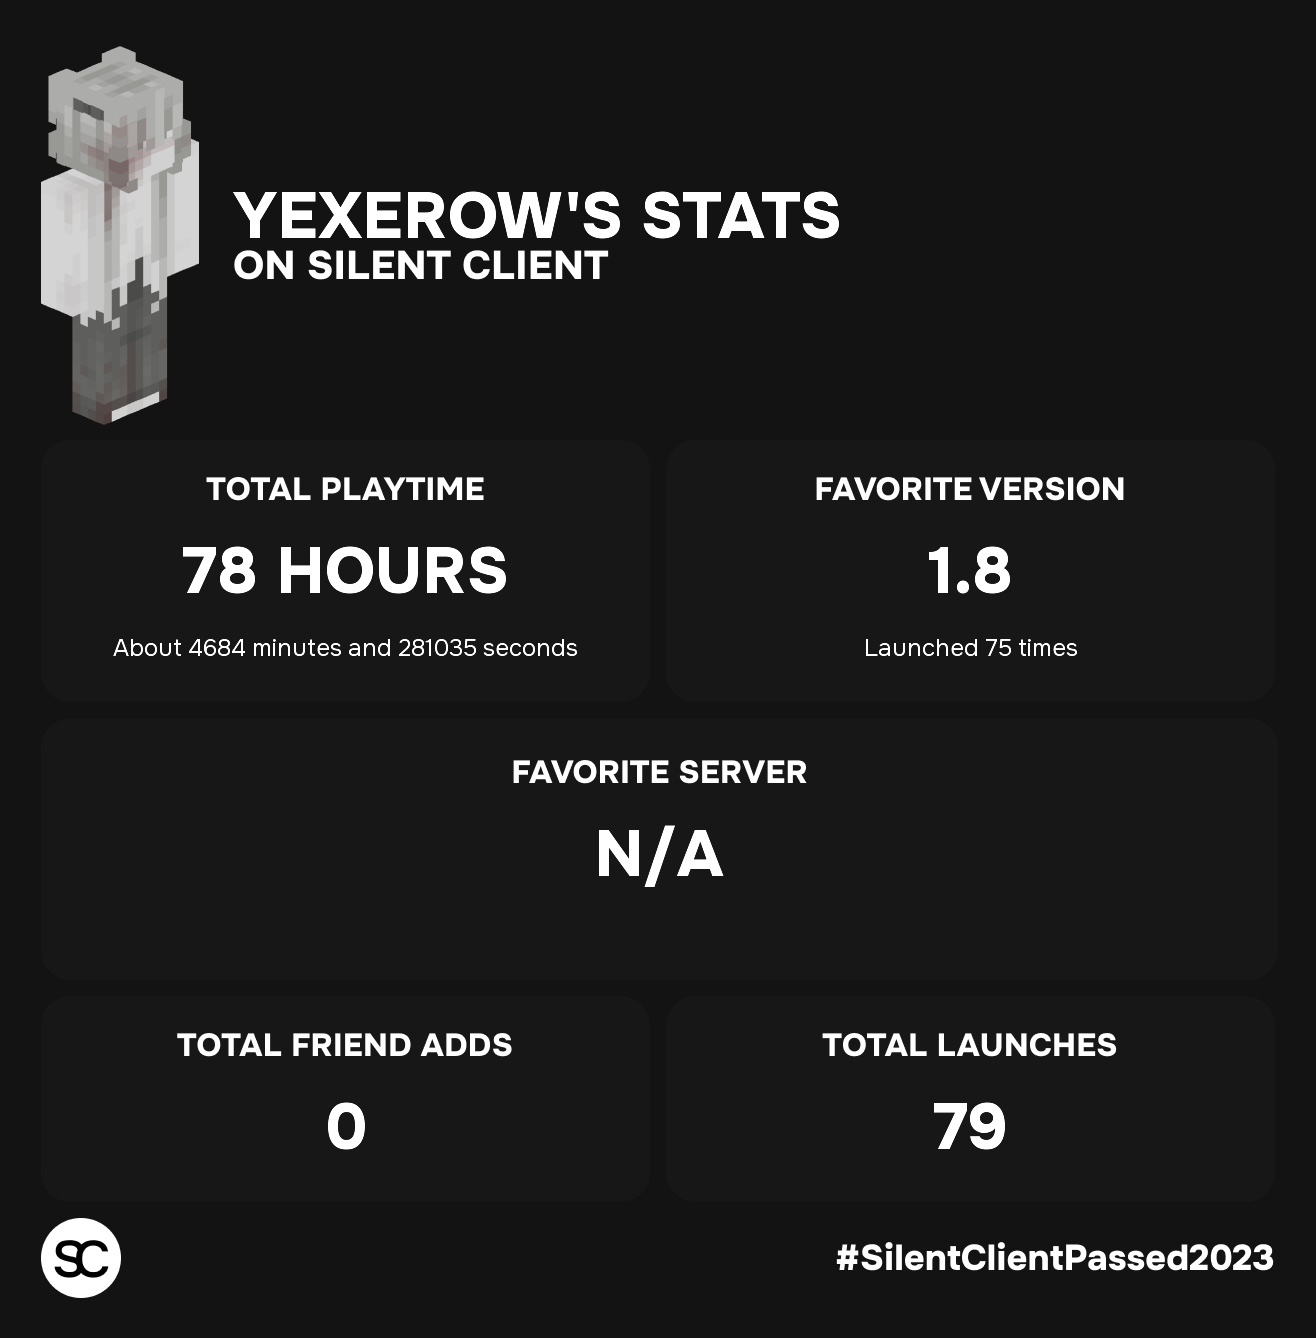 YEXEROW'S STATS
ON SILENT CLIENT
TOTAL PLAYTIME
78 HOURS
About 4684 minutes and 281035 seconds
FAVORITE VERSION
1.8
Launched 75 times
FAVORITE SERVER
N/A
TOTAL FRIEND ADDS
0
TOTAL LAUNCHES
79
SC
#SilentClientPassed2023